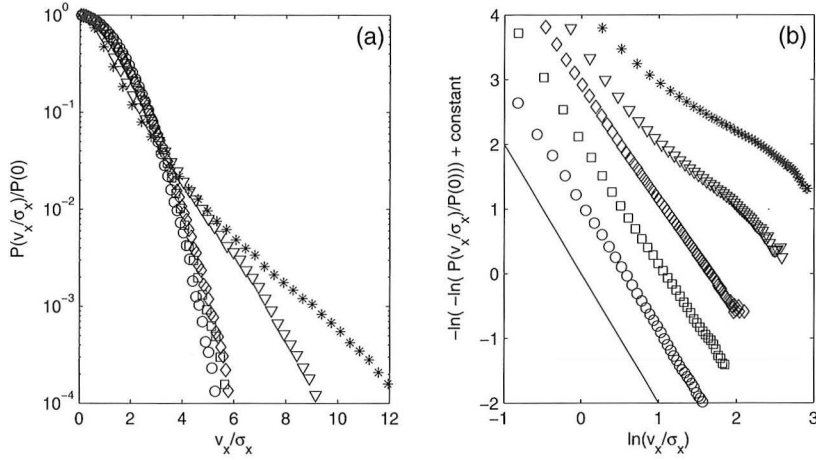 (a)
P(v_x/σ_x)/P(0)
10^0
10^-1
10^-2
10^-3
10^-4
0 2 4 6 8 10 12
v_x/σ_x
(b)
−ln( −ln( P(v_x/σ_x)/P(0))) + constant
4
3
2
1
0
−1
−2
−1 0 1 2 3
ln(v_x/σ_x)